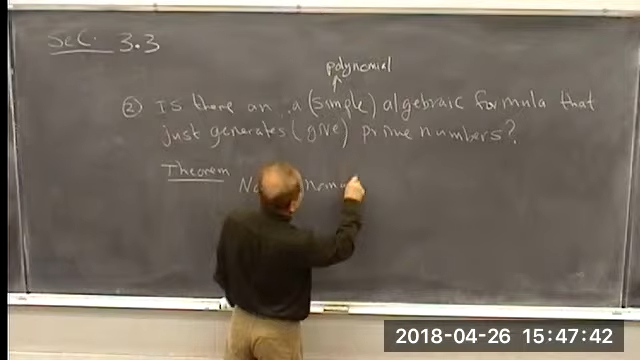 Sec. 3.3
polynomial
② Is there an a (simple) algebraic formula that
just generates (give) prime numbers?
Theorem
2018-04-26 15:47:42